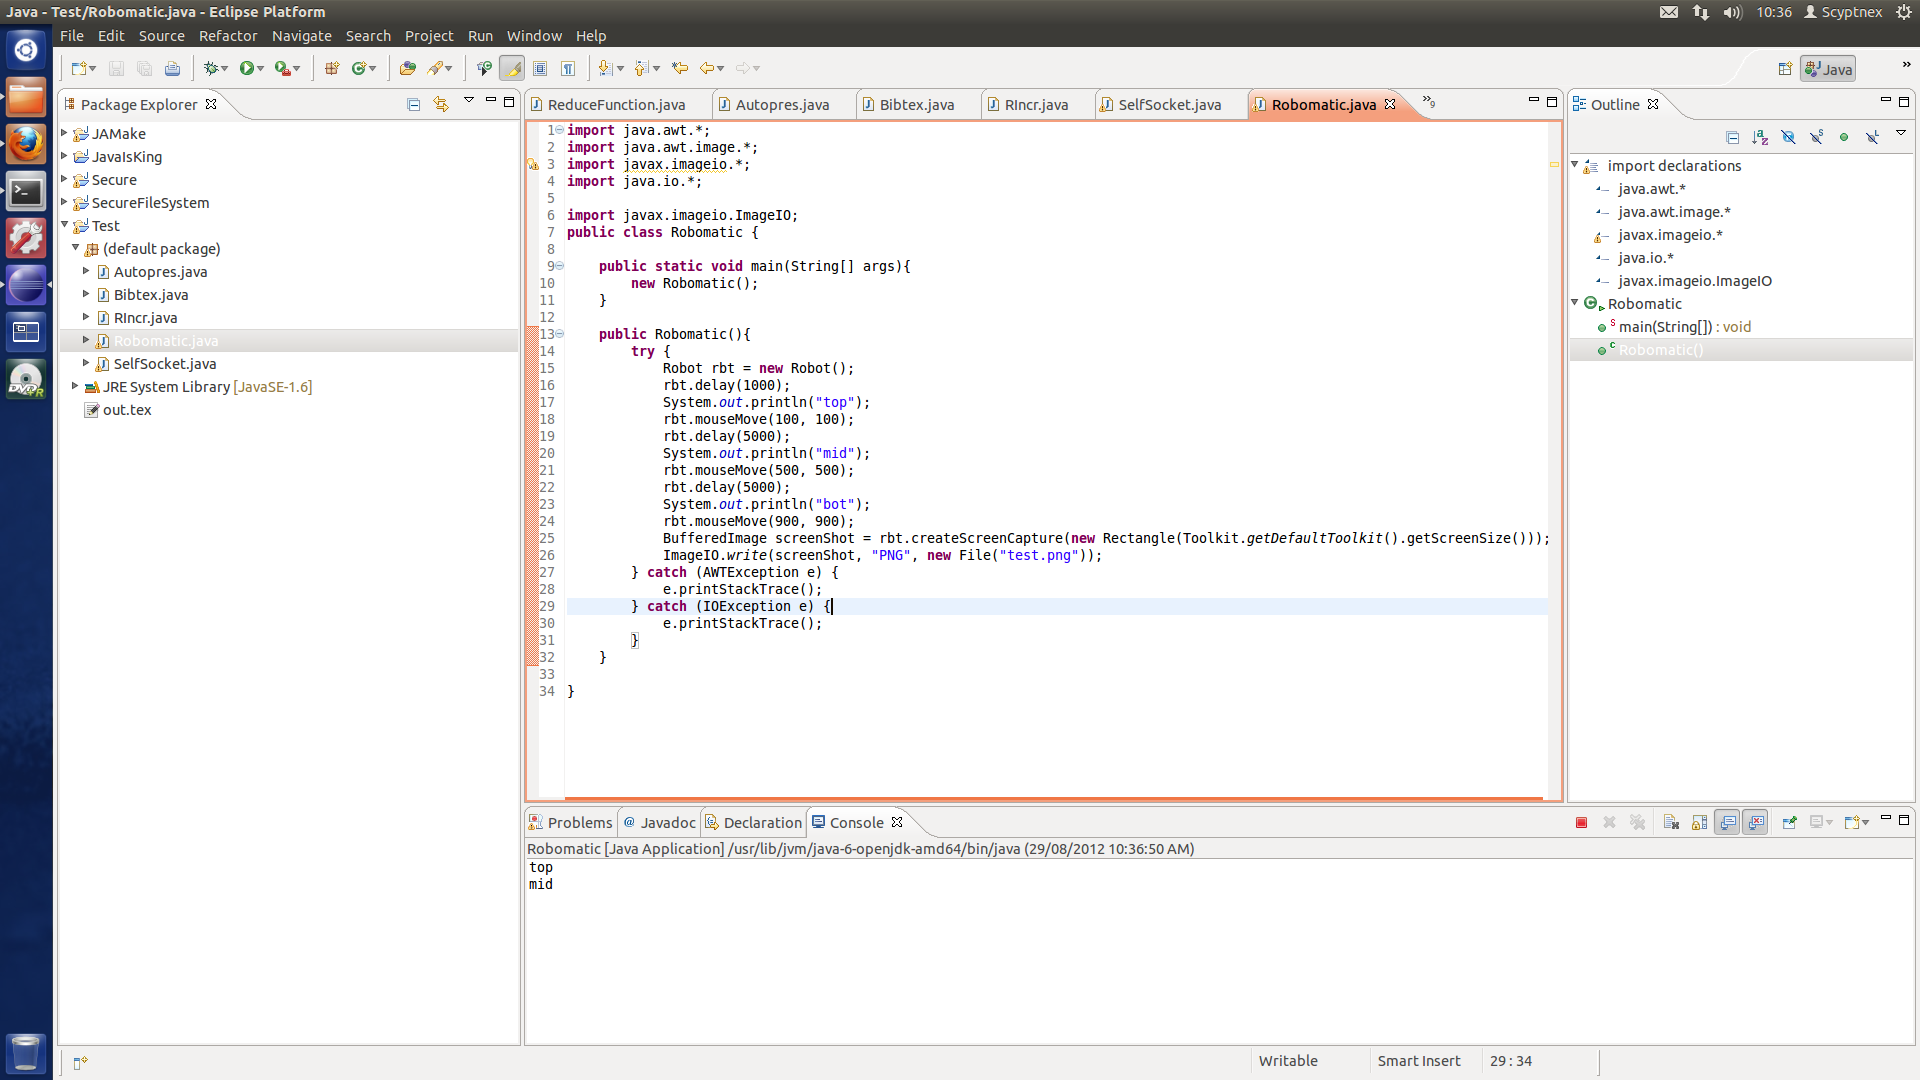 Java - Test/Robomatic.java - Eclipse Platform
10:36 Scyptnex
File Edit Source Refactor Navigate Search Project Run Window Help
Java
Package Explorer
JAMake
JavaIsKing
Secure
SecureFileSystem
Test
(default package)
Autopres.java
Bibtex.java
RIncr.java
Robomatic.java
SelfSocket.java
JRE System Library [JavaSE-1.6]
out.tex
ReduceFunction.java Autopres.java Bibtex.java RIncr.java SelfSocket.java Robomatic.java »9
1 import java.awt.*;
2 import java.awt.image.*;
3 import javax.imageio.*;
4 import java.io.*;
5
6 import javax.imageio.ImageIO;
7 public class Robomatic {
8
9     public static void main(String[] args){
10         new Robomatic();
11     }
12
13     public Robomatic(){
14         try {
15             Robot rbt = new Robot();
16             rbt.delay(1000);
17             System.out.println("top");
18             rbt.mouseMove(100, 100);
19             rbt.delay(5000);
20             System.out.println("mid");
21             rbt.mouseMove(500, 500);
22             rbt.delay(5000);
23             System.out.println("bot");
24             rbt.mouseMove(900, 900);
25             BufferedImage screenShot = rbt.createScreenCapture(new Rectangle(Toolkit.getDefaultToolkit().getScreenSize()));
26             ImageIO.write(screenShot, "PNG", new File("test.png"));
27         } catch (AWTException e) {
28             e.printStackTrace();
29         } catch (IOException e) {
30             e.printStackTrace();
31         }
32     }
33
34 }
Outline
import declarations
java.awt.*
java.awt.image.*
javax.imageio.*
java.io.*
javax.imageio.ImageIO
Robomatic
main(String[]) : void
Robomatic()
Problems @ Javadoc Declaration Console
Robomatic [Java Application] /usr/lib/jvm/java-6-openjdk-amd64/bin/java (29/08/2012 10:36:50 AM)
top
mid
Writable Smart Insert 29 : 34